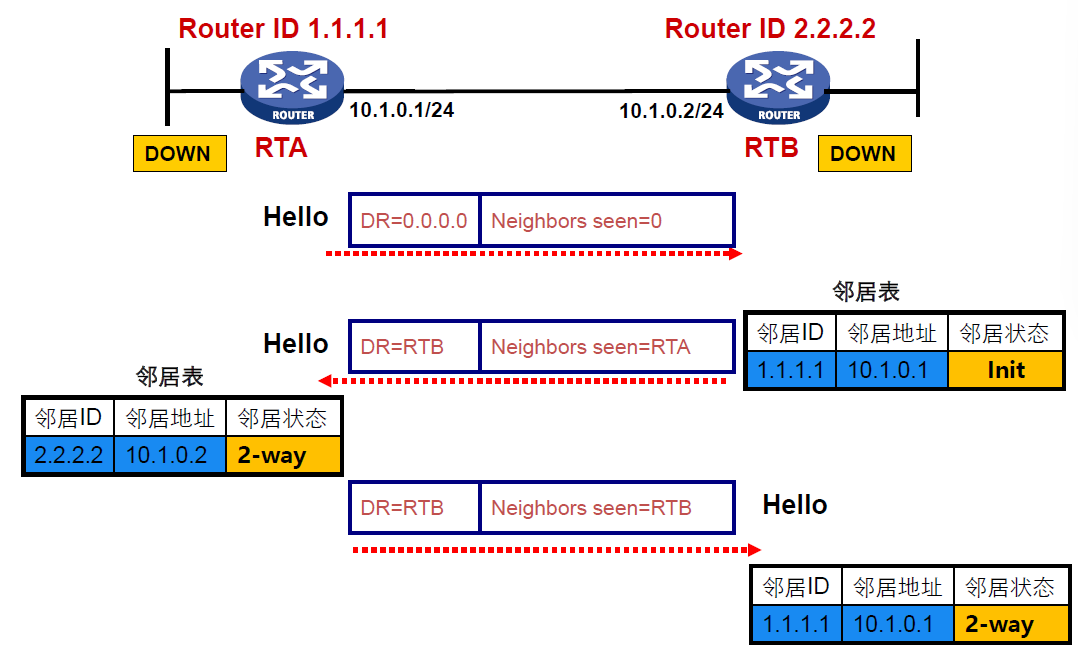 Router ID 1.1.1.1
Router ID 2.2.2.2
ROUTER
ROUTER
10.1.0.1/24
10.1.0.2/24
DOWN
RTA
RTB
DOWN
Hello
DR=0.0.0.0
Neighbors seen=0
邻居表
邻居ID 邻居地址 邻居状态
1.1.1.1 10.1.0.1 Init
Hello
DR=RTB
Neighbors seen=RTA
邻居表
邻居ID 邻居地址 邻居状态
2.2.2.2 10.1.0.2 2-way
DR=RTB
Neighbors seen=RTB
Hello
邻居ID 邻居地址 邻居状态
1.1.1.1 10.1.0.1 2-way